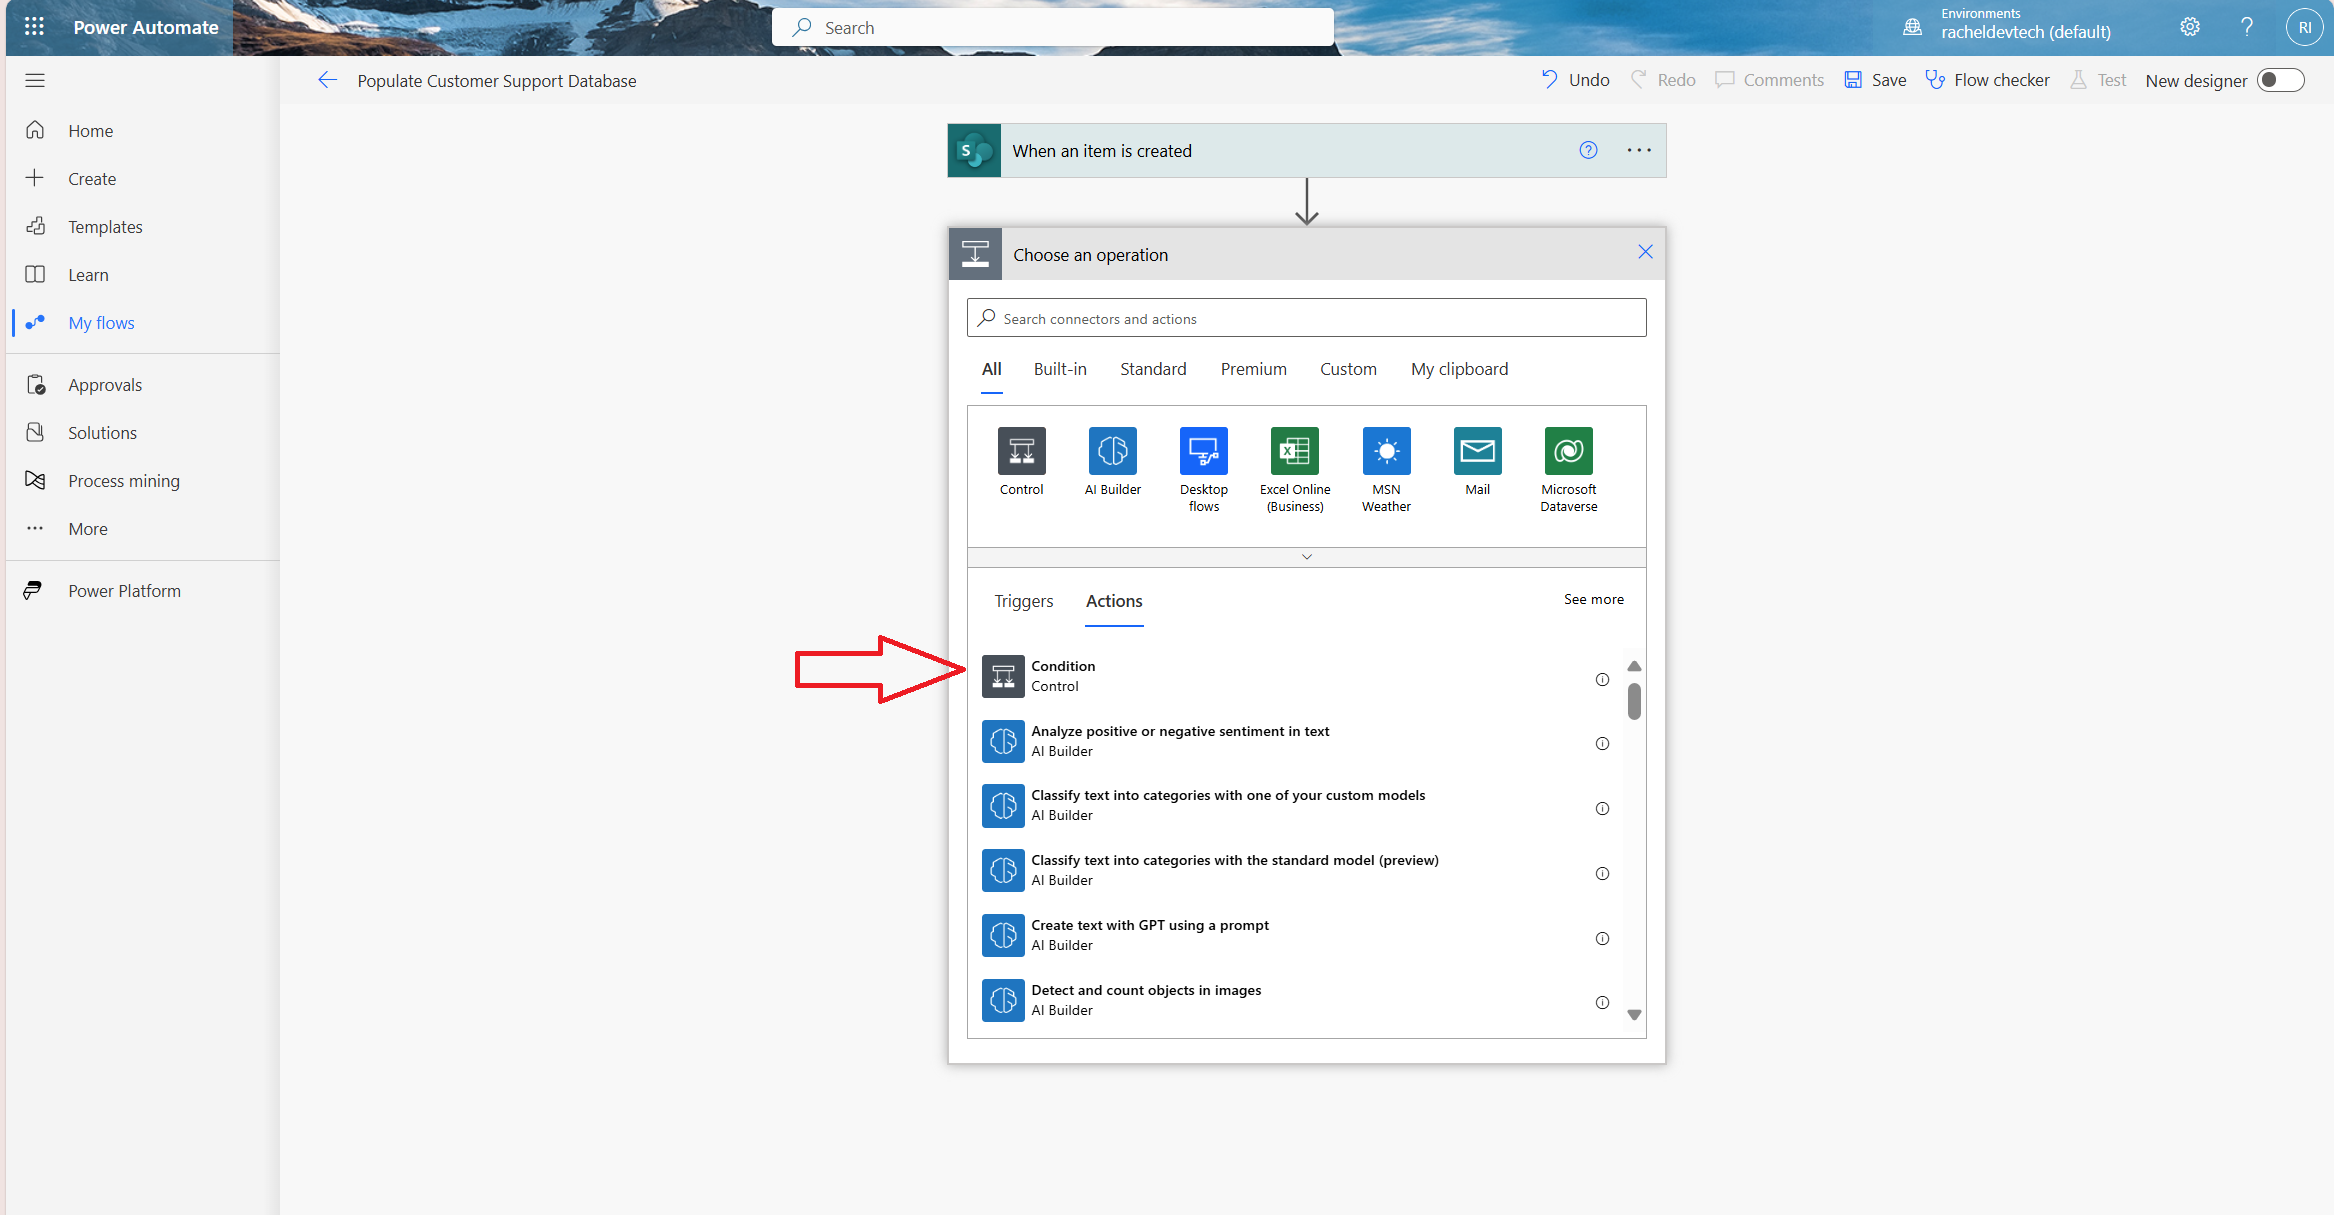 Power Automate
Search
Environments
racheldevtech (default)
?
RI
Populate Customer Support Database
Undo
Redo
Comments
Save
Flow checker
Test
New designer
Home
Create
Templates
Learn
My flows
Approvals
Solutions
Process mining
More
Power Platform
S
When an item is created
?
Choose an operation
Search connectors and actions
All
Built-in
Standard
Premium
Custom
My clipboard
Control
AI Builder
Desktop
flows
X
Excel Online
(Business)
MSN
Weather
Mail
Microsoft
Dataverse
Triggers
Actions
See more
Condition
Control
Analyze positive or negative sentiment in text
AI Builder
Classify text into categories with one of your custom models
AI Builder
Classify text into categories with the standard model (preview)
AI Builder
Create text with GPT using a prompt
AI Builder
Detect and count objects in images
AI Builder